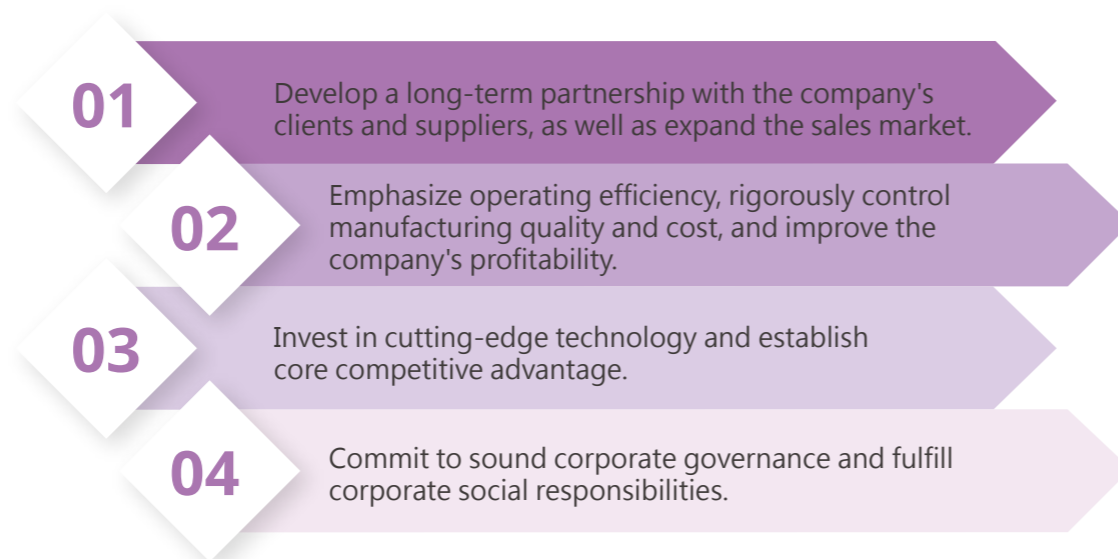 01
Develop a long-term partnership with the company's
clients and suppliers, as well as expand the sales market.
02
Emphasize operating efficiency, rigorously control
manufacturing quality and cost, and improve the
company's profitability.
03
Invest in cutting-edge technology and establish
core competitive advantage.
04
Commit to sound corporate governance and fulfill
corporate social responsibilities.